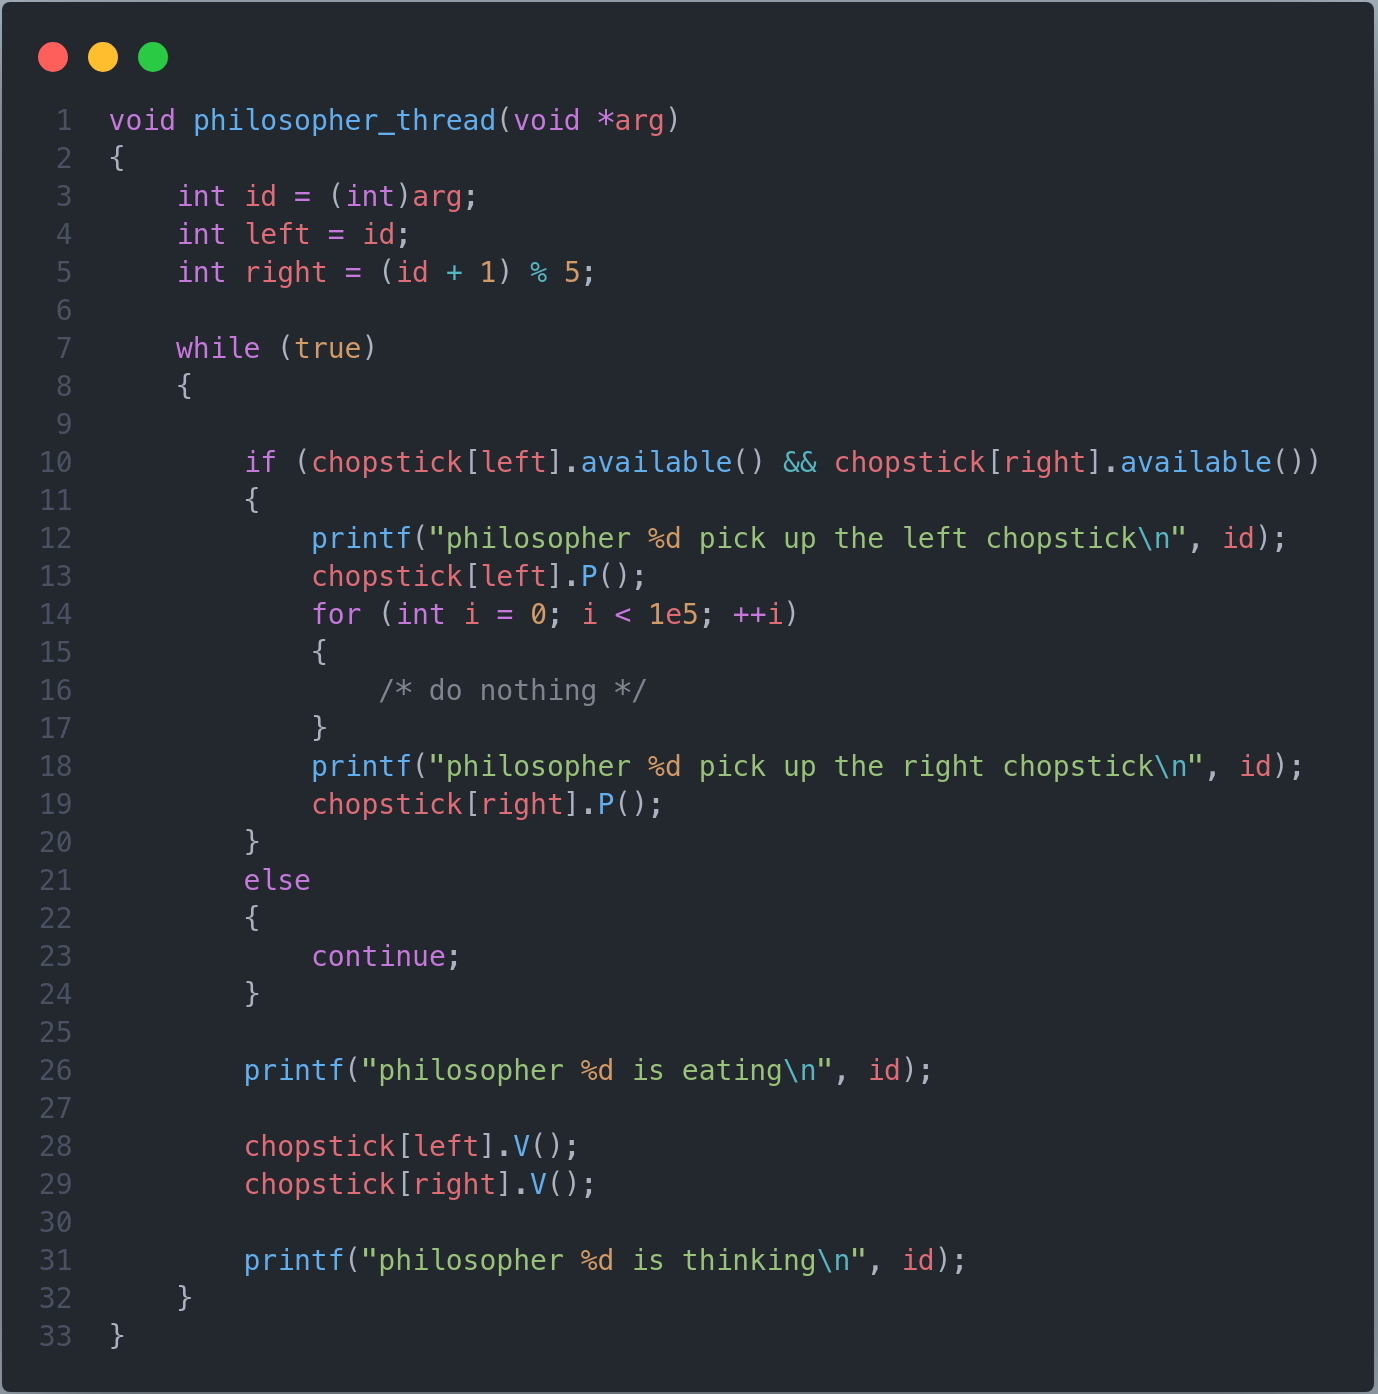 1 void philosopher_thread(void *arg)
2 {
3     int id = (int)arg;
4     int left = id;
5     int right = (id + 1) % 5;
6
7     while (true)
8     {
9
10         if (chopstick[left].available() && chopstick[right].available())
11         {
12             printf("philosopher %d pick up the left chopstick\n", id);
13             chopstick[left].P();
14             for (int i = 0; i < 1e5; ++i)
15             {
16                 /* do nothing */
17             }
18             printf("philosopher %d pick up the right chopstick\n", id);
19             chopstick[right].P();
20         }
21         else
22         {
23             continue;
24         }
25
26         printf("philosopher %d is eating\n", id);
27
28         chopstick[left].V();
29         chopstick[right].V();
30
31         printf("philosopher %d is thinking\n", id);
32     }
33 }